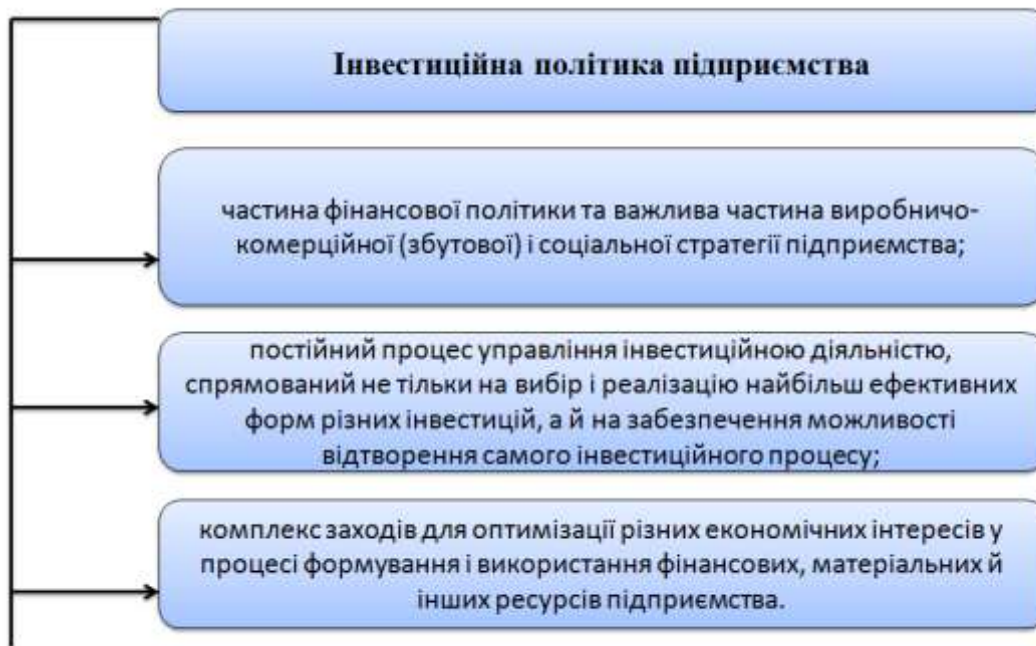 Інвестиційна політика підприємства
частина фінансової політики та важлива частина виробничо-
комерційної (збутової) і соціальної стратегії підприємства;
постійний процес управління інвестиційною діяльністю,
спрямований не тільки на вибір і реалізацію найбільш ефективних
форм різних інвестицій, а й на забезпечення можливості
відтворення самого інвестиційного процесу;
комплекс заходів для оптимізації різних економічних інтересів у
процесі формування і використання фінансових, матеріальних й
інших ресурсів підприємства.